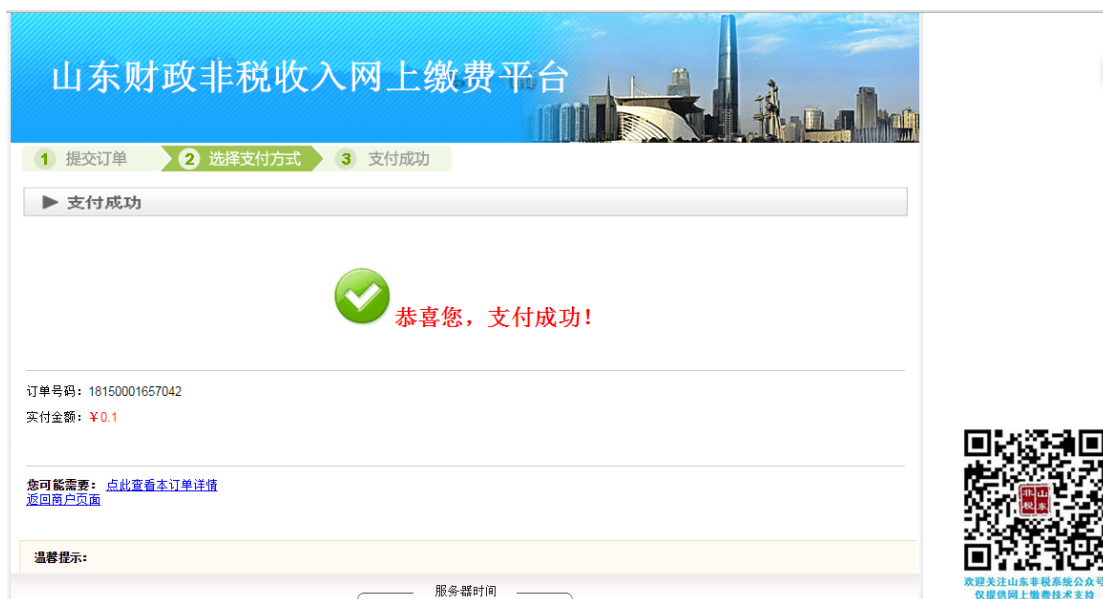 山东财政非税收入网上缴费平台
1 提交订单 2 选择支付方式 3 支付成功
▶ 支付成功
恭喜您，支付成功！
订单号码：18150001657042
实付金额：￥0.1
您可能需要：点此查看本订单详情
返回商户页面
温馨提示：
服务器时间
非山
税东
欢迎关注山东非税系统公众号
仅提供网上缴费技术支持